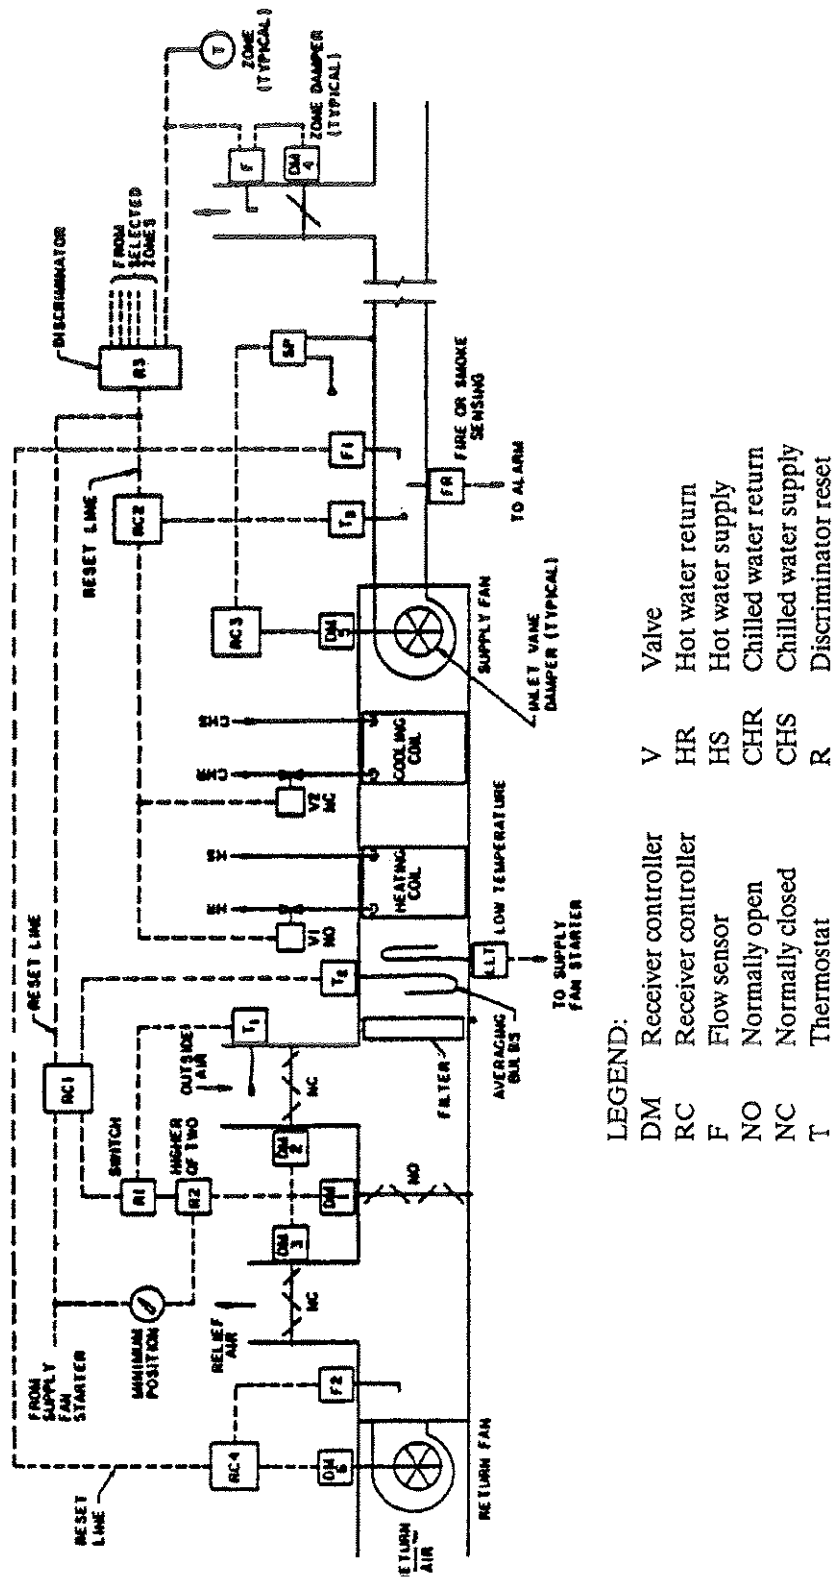 FROM SUPPLY
FAN
STARTER
RESET
LINE
RESET LINE
RESET LINE
DISCRIMINATOR
R3
FROM
SELECTED
ZONES
T
ZONE
(TYPICAL)
ZONE DAMPER
(TYPICAL)
F
DM
4
SP
F1
T3
RC2
RC3
DM
5
RC1
SWITCH
R1
HIGHER
OF TWO
R2
MINIMUM
POSITION
RC4
DM
6
F2
RELIEF
AIR
NC
DM
3
DM
2
DM
1
NO
NC
OUTSIDE
AIR
T1
T2
V1
NO
HR
HS
V2
NC
CHR
CHS
HEATING
COIL
COOLING
COIL
SUPPLY FAN
INLET VANE
DAMPER (TYPICAL)
FR
FIRE OR SMOKE
SENSING
TO ALARM
RETURN
AIR
RETURN FAN
FILTER
AVERAGING
BULBS
LOW TEMPERATURE
TO SUPPLY
FAN STARTER
LEGEND:
DM Receiver controller V Valve
RC Receiver controller HR Hot water return
F Flow sensor HS Hot water supply
NO Normally open CHR Chilled water return
NC Normally closed CHS Chilled water supply
T Thermostat R Discriminator reset